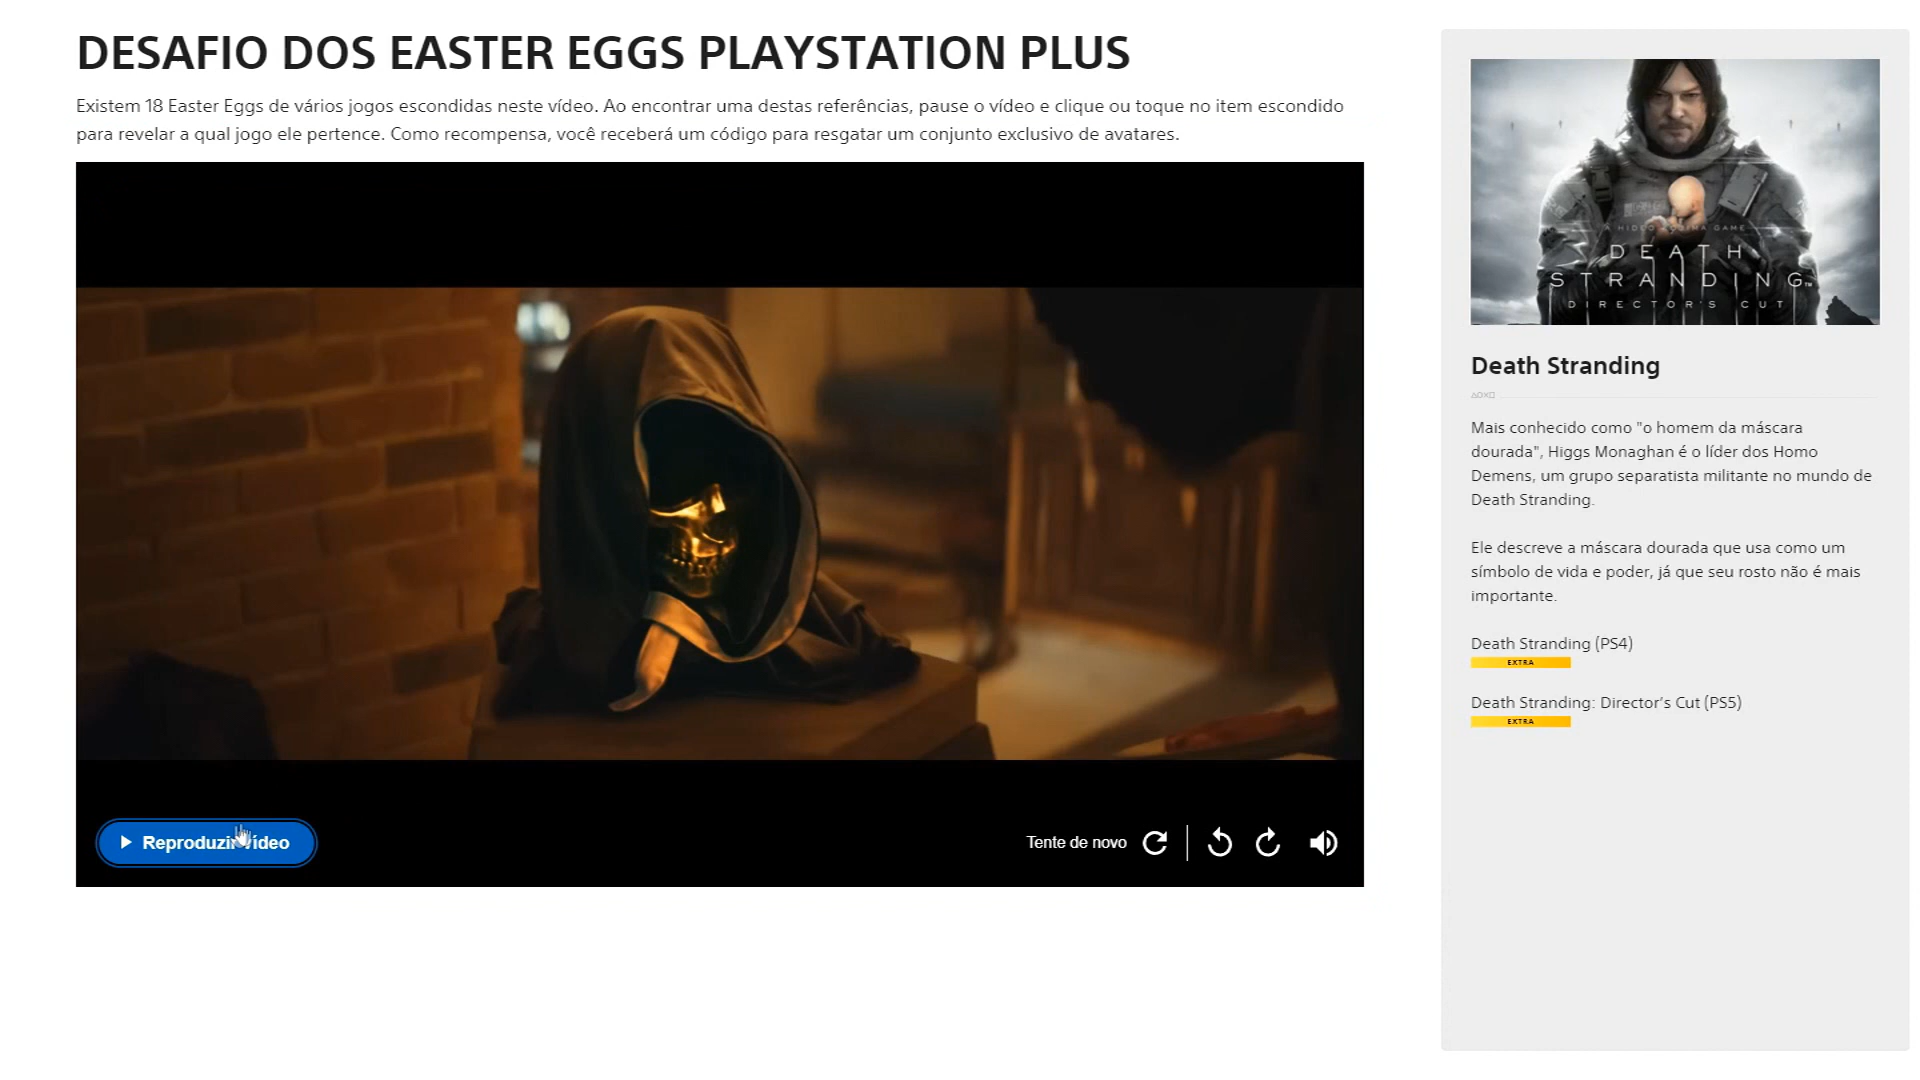 DESAFIO DOS EASTER EGGS PLAYSTATION PLUS
Existem 18 Easter Eggs de vários jogos escondidas neste vídeo. Ao encontrar uma destas referências, pause o vídeo e clique ou toque no item escondido
para revelar a qual jogo ele pertence. Como recompensa, você receberá um código para resgatar um conjunto exclusivo de avatares.
Reproduzir vídeo
Tente de novo
A HIDEO KOJIMA GAME
DEATH
STRANDING™
DIRECTOR'S CUT
Death Stranding
Mais conhecido como "o homem da máscara
dourada", Higgs Monaghan é o líder dos Homo
Demens, um grupo separatista militante no mundo de
Death Stranding.
Ele descreve a máscara dourada que usa como um
símbolo de vida e poder, já que seu rosto não é mais
importante.
Death Stranding (PS4)
EXTRA
Death Stranding: Director’s Cut (PS5)
EXTRA